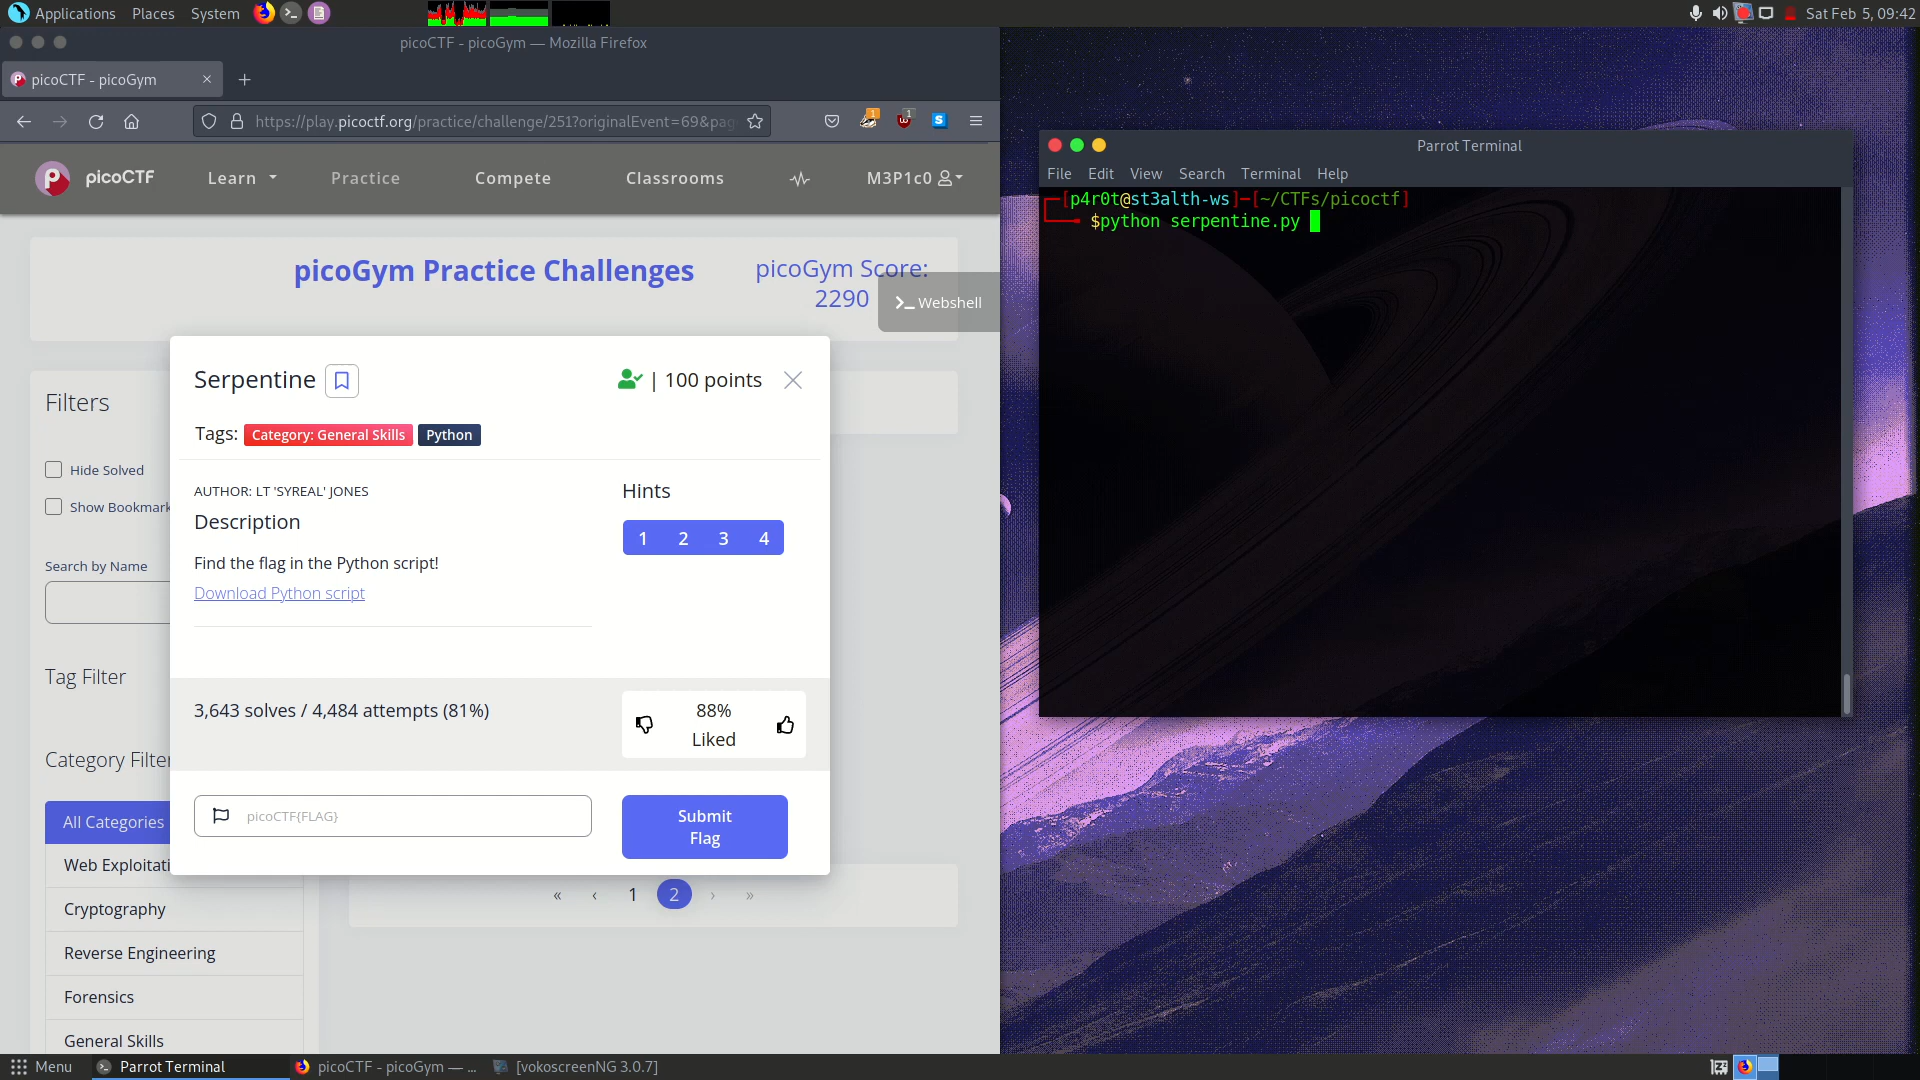 Applications Places System
Sat Feb 5, 09:42
picoCTF - picoGym — Mozilla Firefox
picoCTF - picoGym
https://play.picoctf.org/practice/challenge/251?originalEvent=69&pag
picoCTF Learn Practice Compete Classrooms M3P1c0
picoGym Practice Challenges
picoGym Score:
2290
Webshell
Filters
Hide Solved
Show Bookmark
Search by Name
Tag Filter
Category Filter
All Categories
Web Exploitati
Cryptography
Reverse Engineering
Forensics
General Skills
Serpentine
| 100 points
Tags: Category: General Skills Python
AUTHOR: LT 'SYREAL' JONES
Description
Find the flag in the Python script!
Download Python script
Hints
1 2 3 4
3,643 solves / 4,484 attempts (81%)
88%
Liked
picoCTF{FLAG}
Submit
Flag
« ‹ 1 2 › »
Parrot Terminal
File Edit View Search Terminal Help
[p4r0t@st3alth-ws]─[~/CTFs/picoctf]
$python serpentine.py
Menu Parrot Terminal picoCTF - picoGym — ... [vokoscreenNG 3.0.7]